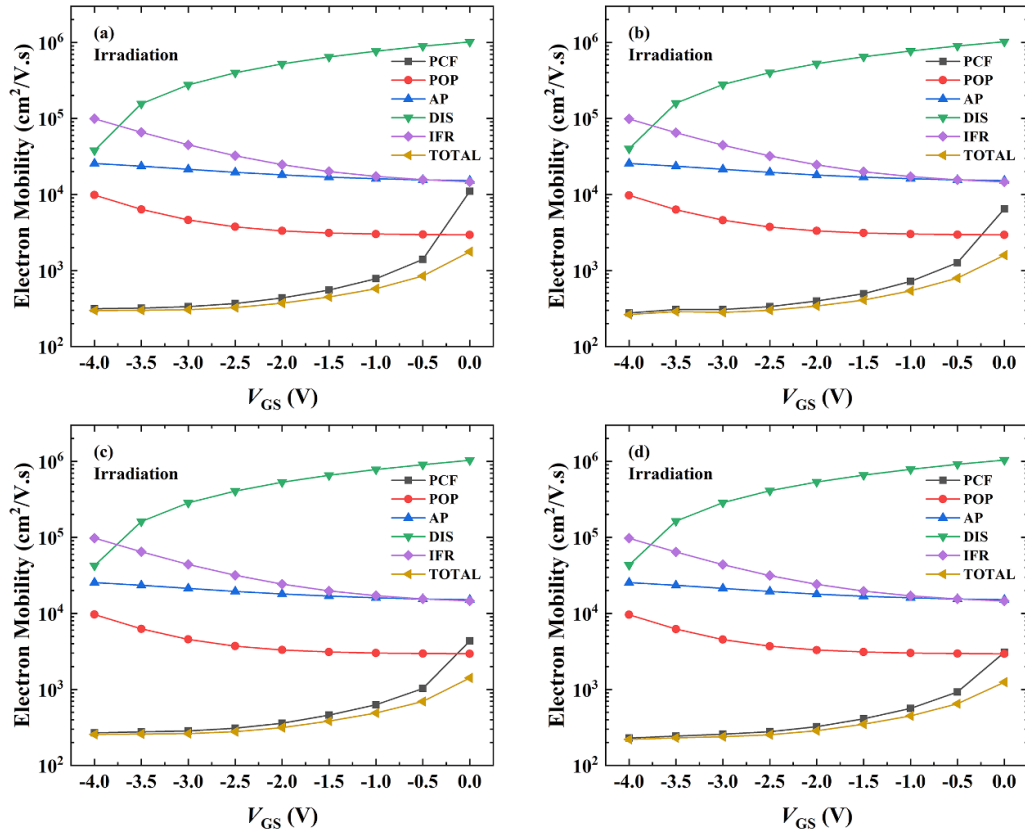 (a)
Irradiation
PCF
POP
AP
DIS
IFR
TOTAL
10⁶
10⁵
10⁴
10³
10²
Electron Mobility (cm²/V.s)
-4.0 -3.5 -3.0 -2.5 -2.0 -1.5 -1.0 -0.5 0.0
V_GS (V)
(b)
Irradiation
PCF
POP
AP
DIS
IFR
TOTAL
10⁶
10⁵
10⁴
10³
10²
Electron Mobility (cm²/V.s)
-4.0 -3.5 -3.0 -2.5 -2.0 -1.5 -1.0 -0.5 0.0
V_GS (V)
(c)
Irradiation
PCF
POP
AP
DIS
IFR
TOTAL
10⁶
10⁵
10⁴
10³
10²
Electron Mobility (cm²/V.s)
-4.0 -3.5 -3.0 -2.5 -2.0 -1.5 -1.0 -0.5 0.0
V_GS (V)
(d)
Irradiation
PCF
POP
AP
DIS
IFR
TOTAL
10⁶
10⁵
10⁴
10³
10²
Electron Mobility (cm²/V.s)
-4.0 -3.5 -3.0 -2.5 -2.0 -1.5 -1.0 -0.5 0.0
V_GS (V)